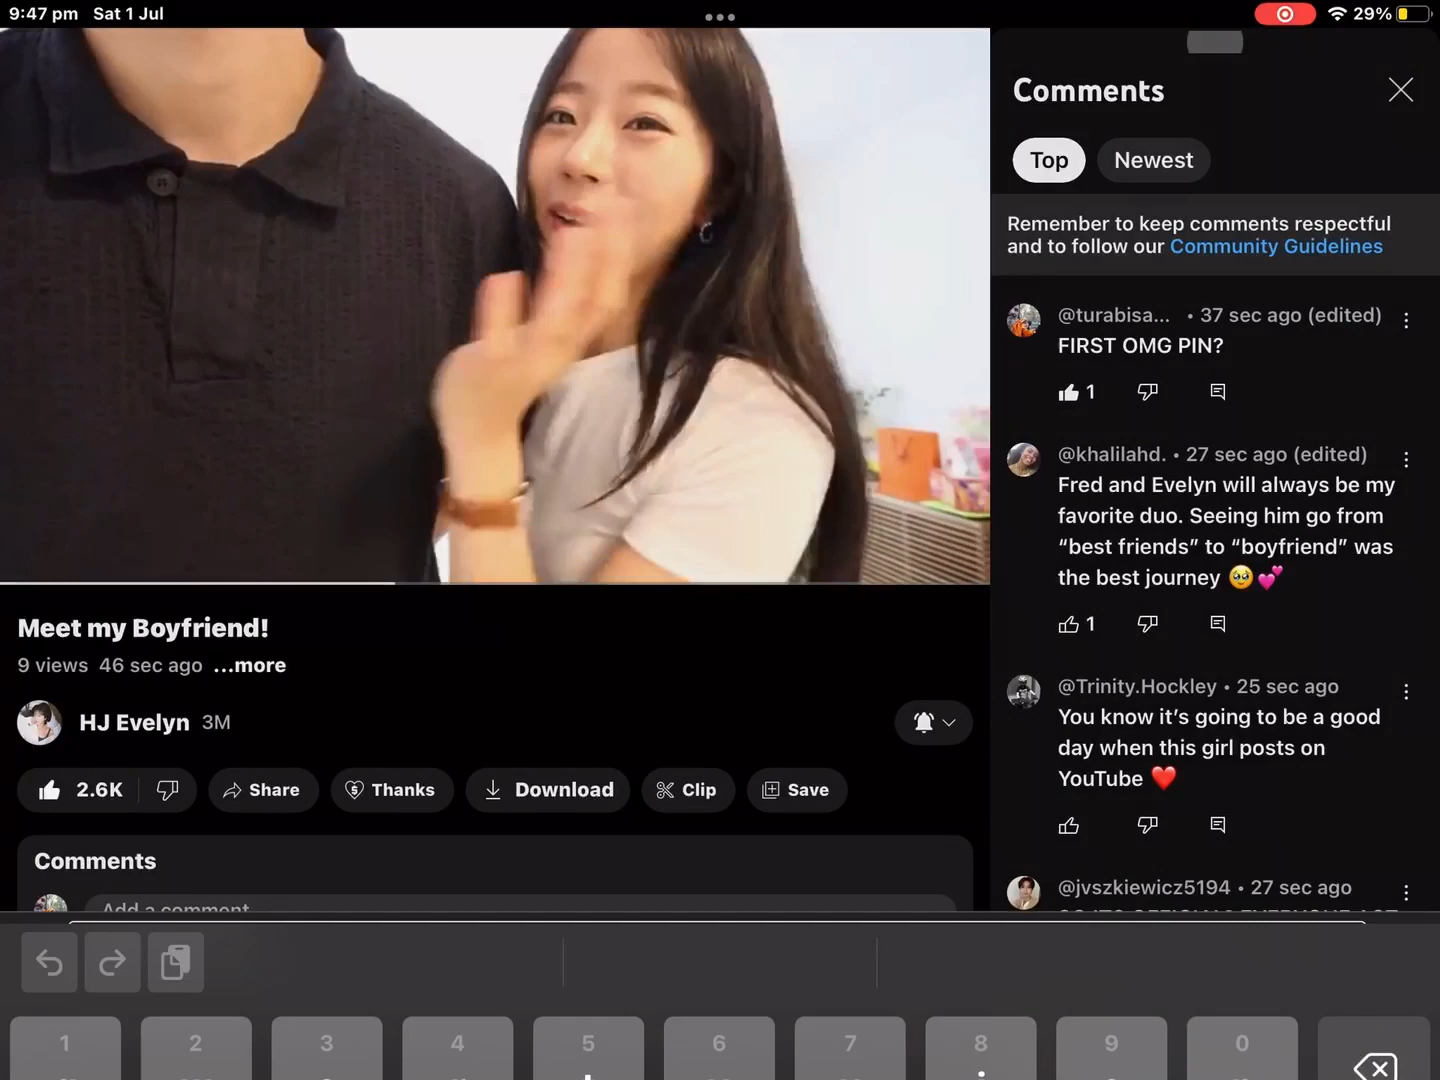 9:47 pm Sat 1 Jul
29%
Comments
Top Newest
Remember to keep comments respectful
and to follow our Community Guidelines
@turabisa... • 37 sec ago (edited)
FIRST OMG PIN?
1
@khalilahd. • 27 sec ago (edited)
Fred and Evelyn will always be my
favorite duo. Seeing him go from
“best friends” to “boyfriend” was
the best journey 🥹💕
1
@Trinity.Hockley • 25 sec ago
You know it’s going to be a good
day when this girl posts on
YouTube ❤️
@jvszkiewicz5194 • 27 sec ago
Meet my Boyfriend!
9 views 46 sec ago ...more
HJ Evelyn 3M
2.6K Share Thanks Download Clip Save
Comments
Add a comment
1 2 3 4 5 6 7 8 9 0